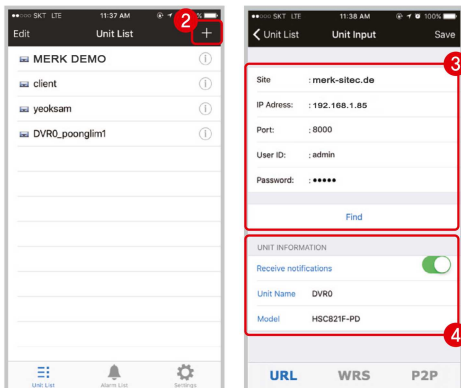 ●●○○○ SKT LTE 11:37 AM %
2
Edit Unit List +
MERK DEMO
client
yeoksam
DVR0_poonglim1
Unit List Alarm List Settings
●●○○○ SKT LTE 11:38 AM 100%
Unit List Unit Input Save
3
Site : merk-sitec.de
IP Adress: : 192.168.1.85
Port: : 8000
User ID: : admin
Password: : ●●●●●
Find
UNIT INFORMATION
Receive notifications
Unit Name DVR0
Model HSC821F-PD
4
URL WRS P2P